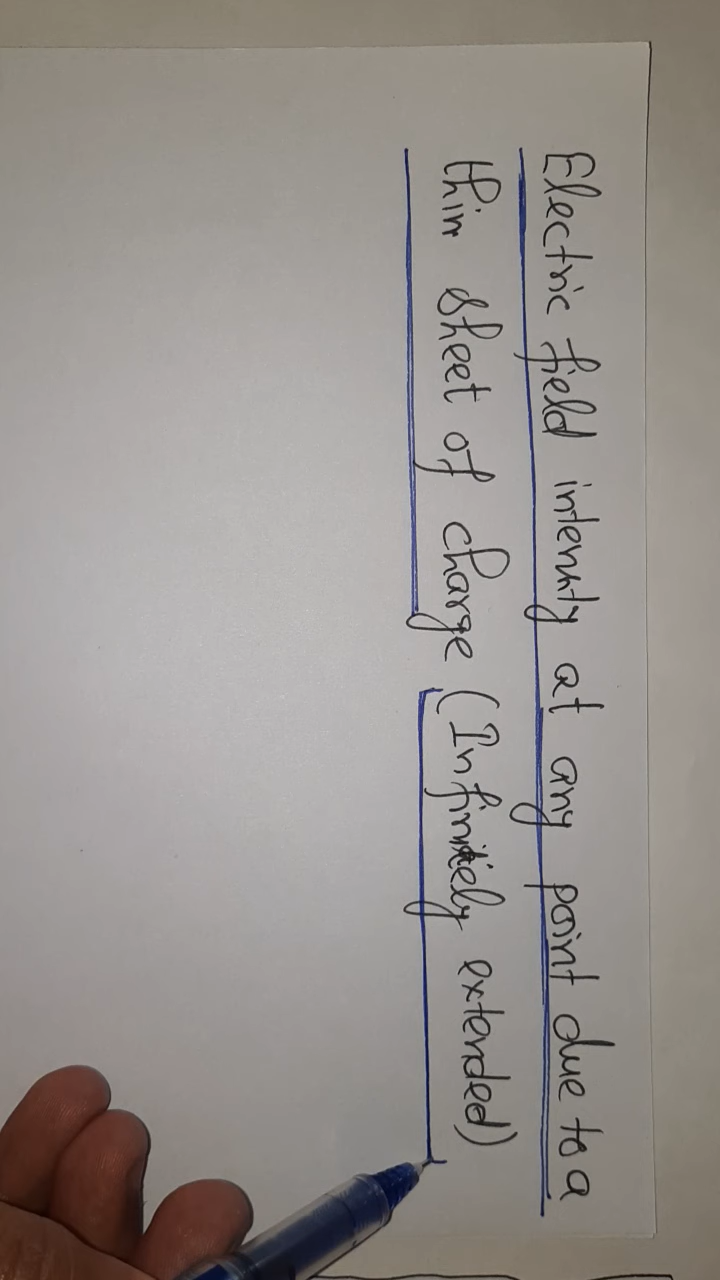 Electric field intensity at any point due to a
thin sheet of charge (Infinitely extended)